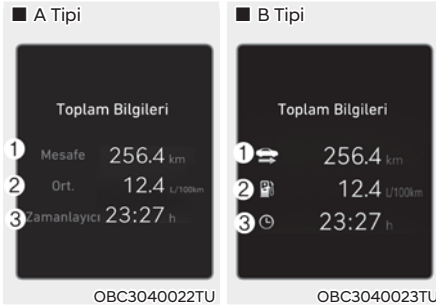 ■ A Tipi
Toplam Bilgileri
1 Mesafe 256.4 km
2 Ort. 12.4 L/100km
3 Zamanlayıcı 23:27 h
OBC3040022TU
■ B Tipi
Toplam Bilgileri
1 256.4 km
2 12.4 L/100km
3 23:27 h
OBC3040023TU